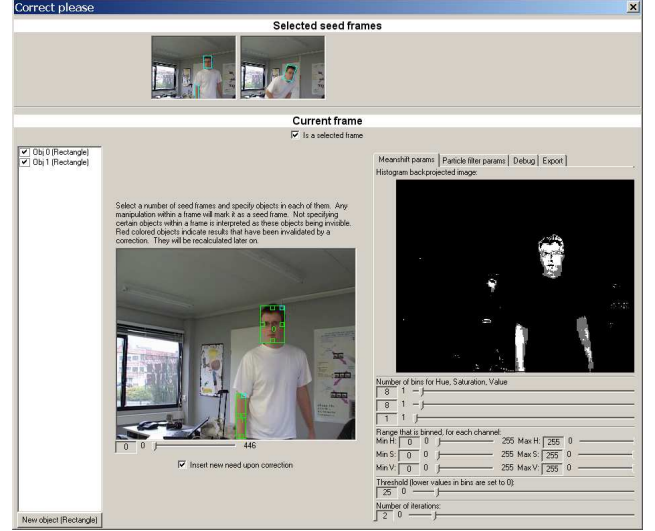 Correct please
Selected seed frames
Current frame
Is a selected frame
Obj 0 (Rectangle)
Obj 1 (Rectangle)
Select a number of seed frames and specify objects in each of them. Any
manipulation within a frame will mark it as a seed frame. Not specifying
certain objects within a frame is interpreted as these objects being invisible.
Red colored objects indicate results that have been invalidated by a
correction. They will be recalculated later on.
0
0 0 446
Insert new need upon correction
New object (Rectangle)
Meanshift params Particle filter params Debug Export
Histogram backprojected image:
Number of bins for Hue, Saturation, Value
8 1
8 1
1 1
Range that is binned, for each channel:
Min H: 0 0 255 Max H: 255 0
Min S: 0 0 255 Max S: 255 0
Min V: 0 0 255 Max V: 255 0
Threshold (lower values in bins are set to 0):
25 0
Number of iterations:
2 0